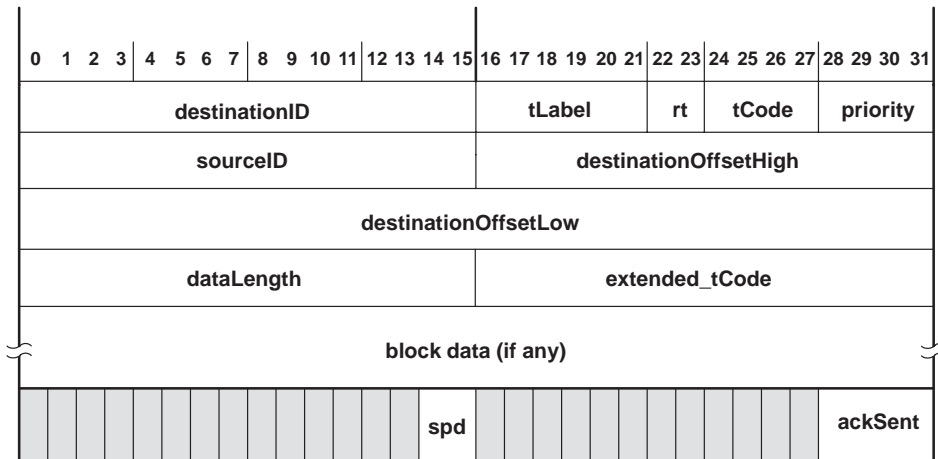 0 1 2 3 4 5 6 7 8 9 10 11 12 13 14 15 16 17 18 19 20 21 22 23 24 25 26 27 28 29 30 31
destinationID tLabel rt tCode priority
sourceID destinationOffsetHigh
destinationOffsetLow
dataLength extended_tCode
block data (if any)
spd ackSent